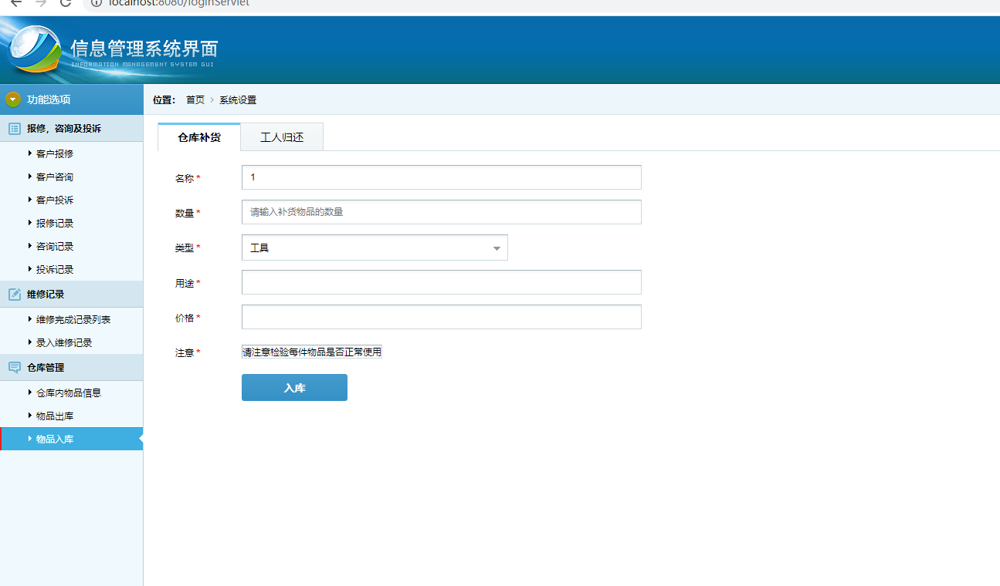 localhost:8080/loginServlet
信息管理系统界面
INFORMATION MANAGEMENT SYSTEM GUI
功能选项
位置： 首页 > 系统设置
报修，咨询及投诉
客户报修
客户咨询
客户投诉
报修记录
咨询记录
投诉记录
维修记录
维修完成记录列表
录入维修记录
仓库管理
仓库内物品信息
物品出库
物品入库
仓库补货 工人归还
名称* 1
数量* 请输入补货物品的数量
类型* 工具
用途*
价格*
注意* 请注意检验每件物品是否正常使用
入库